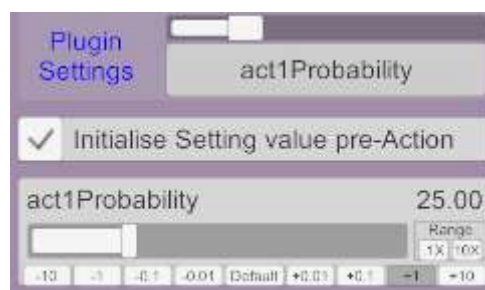 Plugin
Settings
act1Probability
Initialise Setting value pre-Action
act1Probability 25.00
Range
1X 10X
-10 -1 -0.1 -0.01 Default +0.01 +0.1 +1 +10